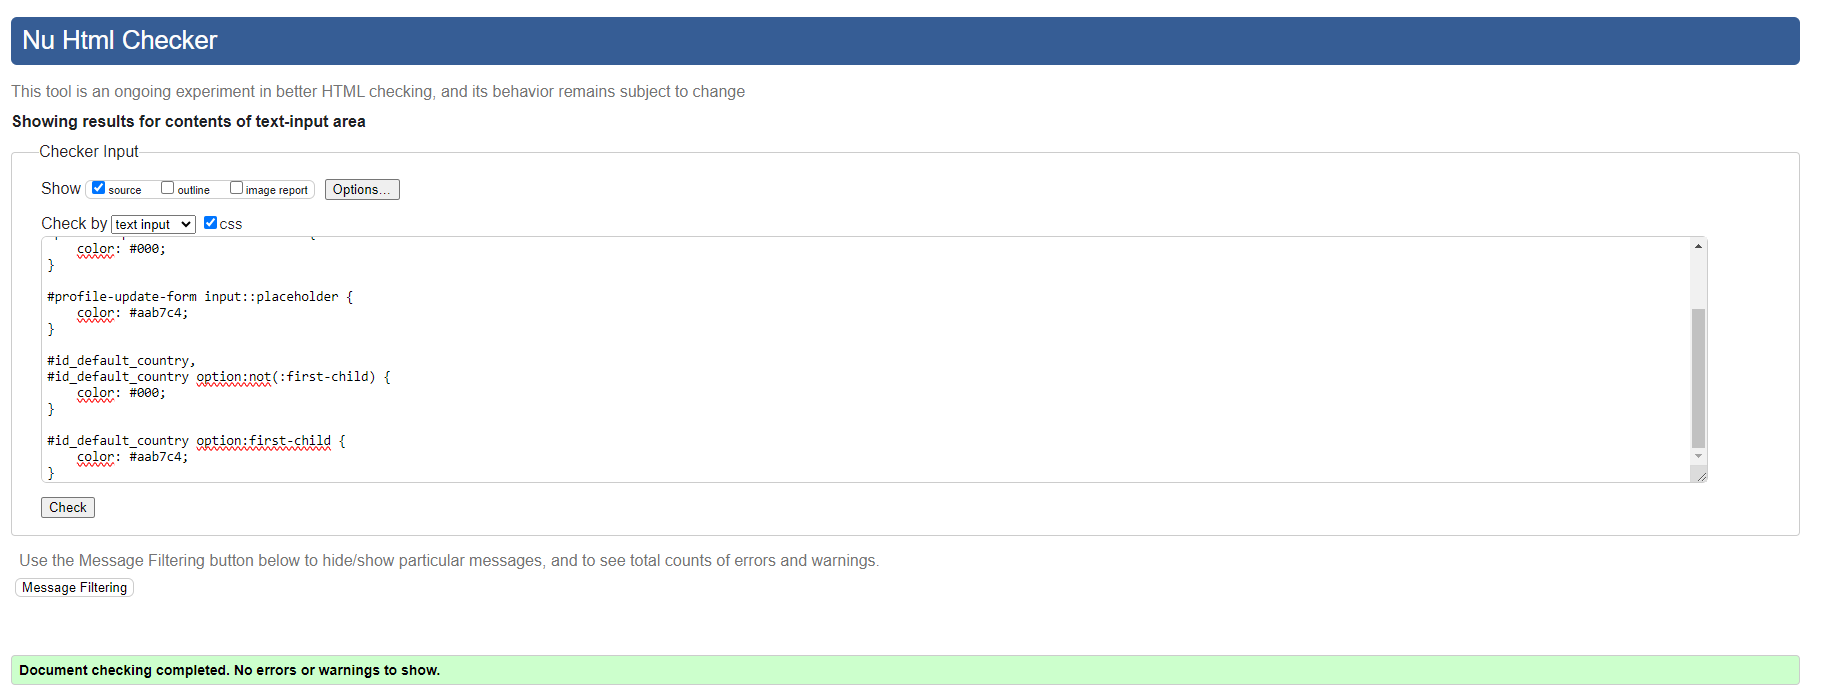 Nu Html Checker
This tool is an ongoing experiment in better HTML checking, and its behavior remains subject to change
Showing results for contents of text-input area
Checker Input
Show source outline image report Options...
Check by text input css
color: #000;
}
#profile-update-form input::placeholder {
color: #aab7c4;
}
#id_default_country,
#id_default_country option:not(:first-child) {
color: #000;
}
#id_default_country option:first-child {
color: #aab7c4;
}
Check
Use the Message Filtering button below to hide/show particular messages, and to see total counts of errors and warnings.
Message Filtering
Document checking completed. No errors or warnings to show.